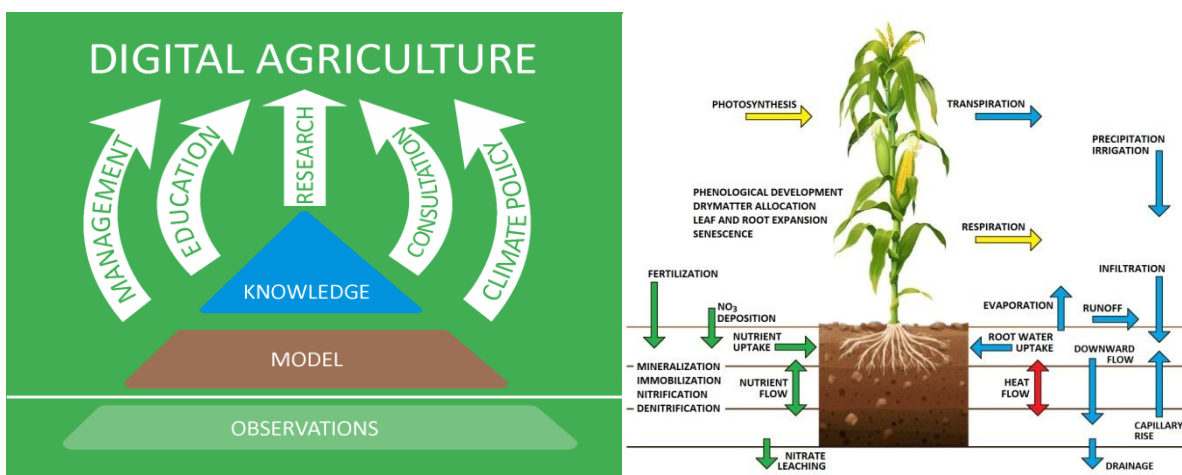 DIGITAL AGRICULTURE
MANAGEMENT
EDUCATION
RESEARCH
CONSULTATION
CLIMATE POLICY
KNOWLEDGE
MODEL
OBSERVATIONS
PHOTOSYNTHESIS
TRANSPIRATION
PRECIPITATION
IRRIGATION
PHENOLOGICAL DEVELOPMENT
DRYMATTER ALLOCATION
LEAF AND ROOT EXPANSION
SENESCENCE
RESPIRATION
FERTILIZATION
INFILTRATION
NO3
DEPOSITION
EVAPORATION
RUNOFF
NUTRIENT
UPTAKE
ROOT WATER
UPTAKE
DOWNWARD
FLOW
MINERALIZATION
IMMOBILIZATION
NITRIFICATION
DENITRIFICATION
NUTRIENT
FLOW
HEAT
FLOW
CAPILLARY
RISE
NITRATE
LEACHING
DRAINAGE